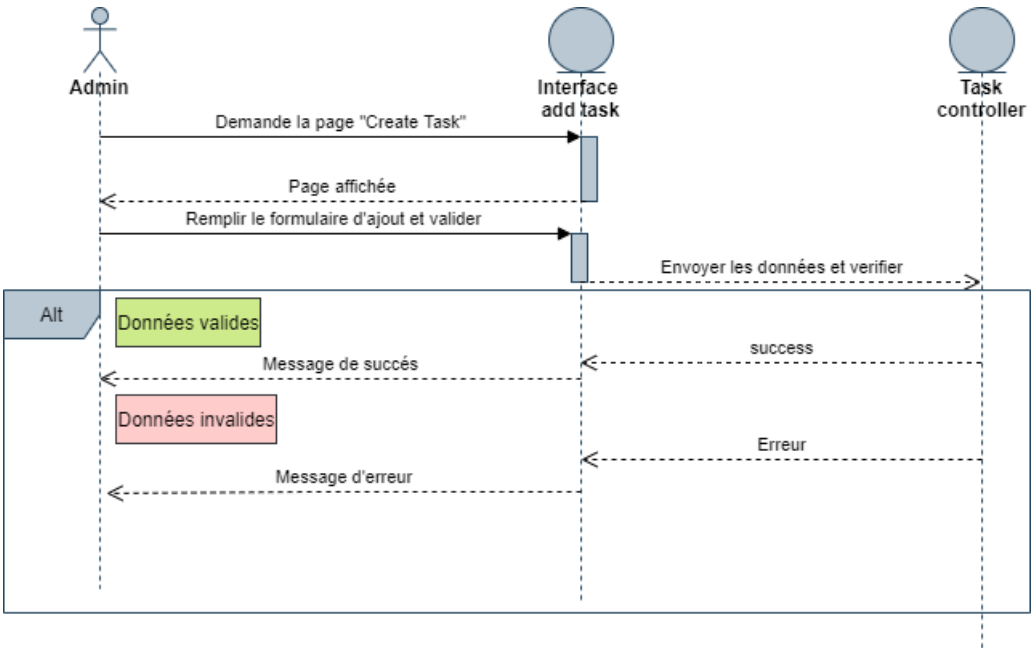 Admin
Interface
add task
Task
controller
Demande la page "Create Task"
Page affichée
Remplir le formulaire d'ajout et valider
Envoyer les données et verifier
Alt
Données valides
success
Message de succés
Données invalides
Erreur
Message d'erreur